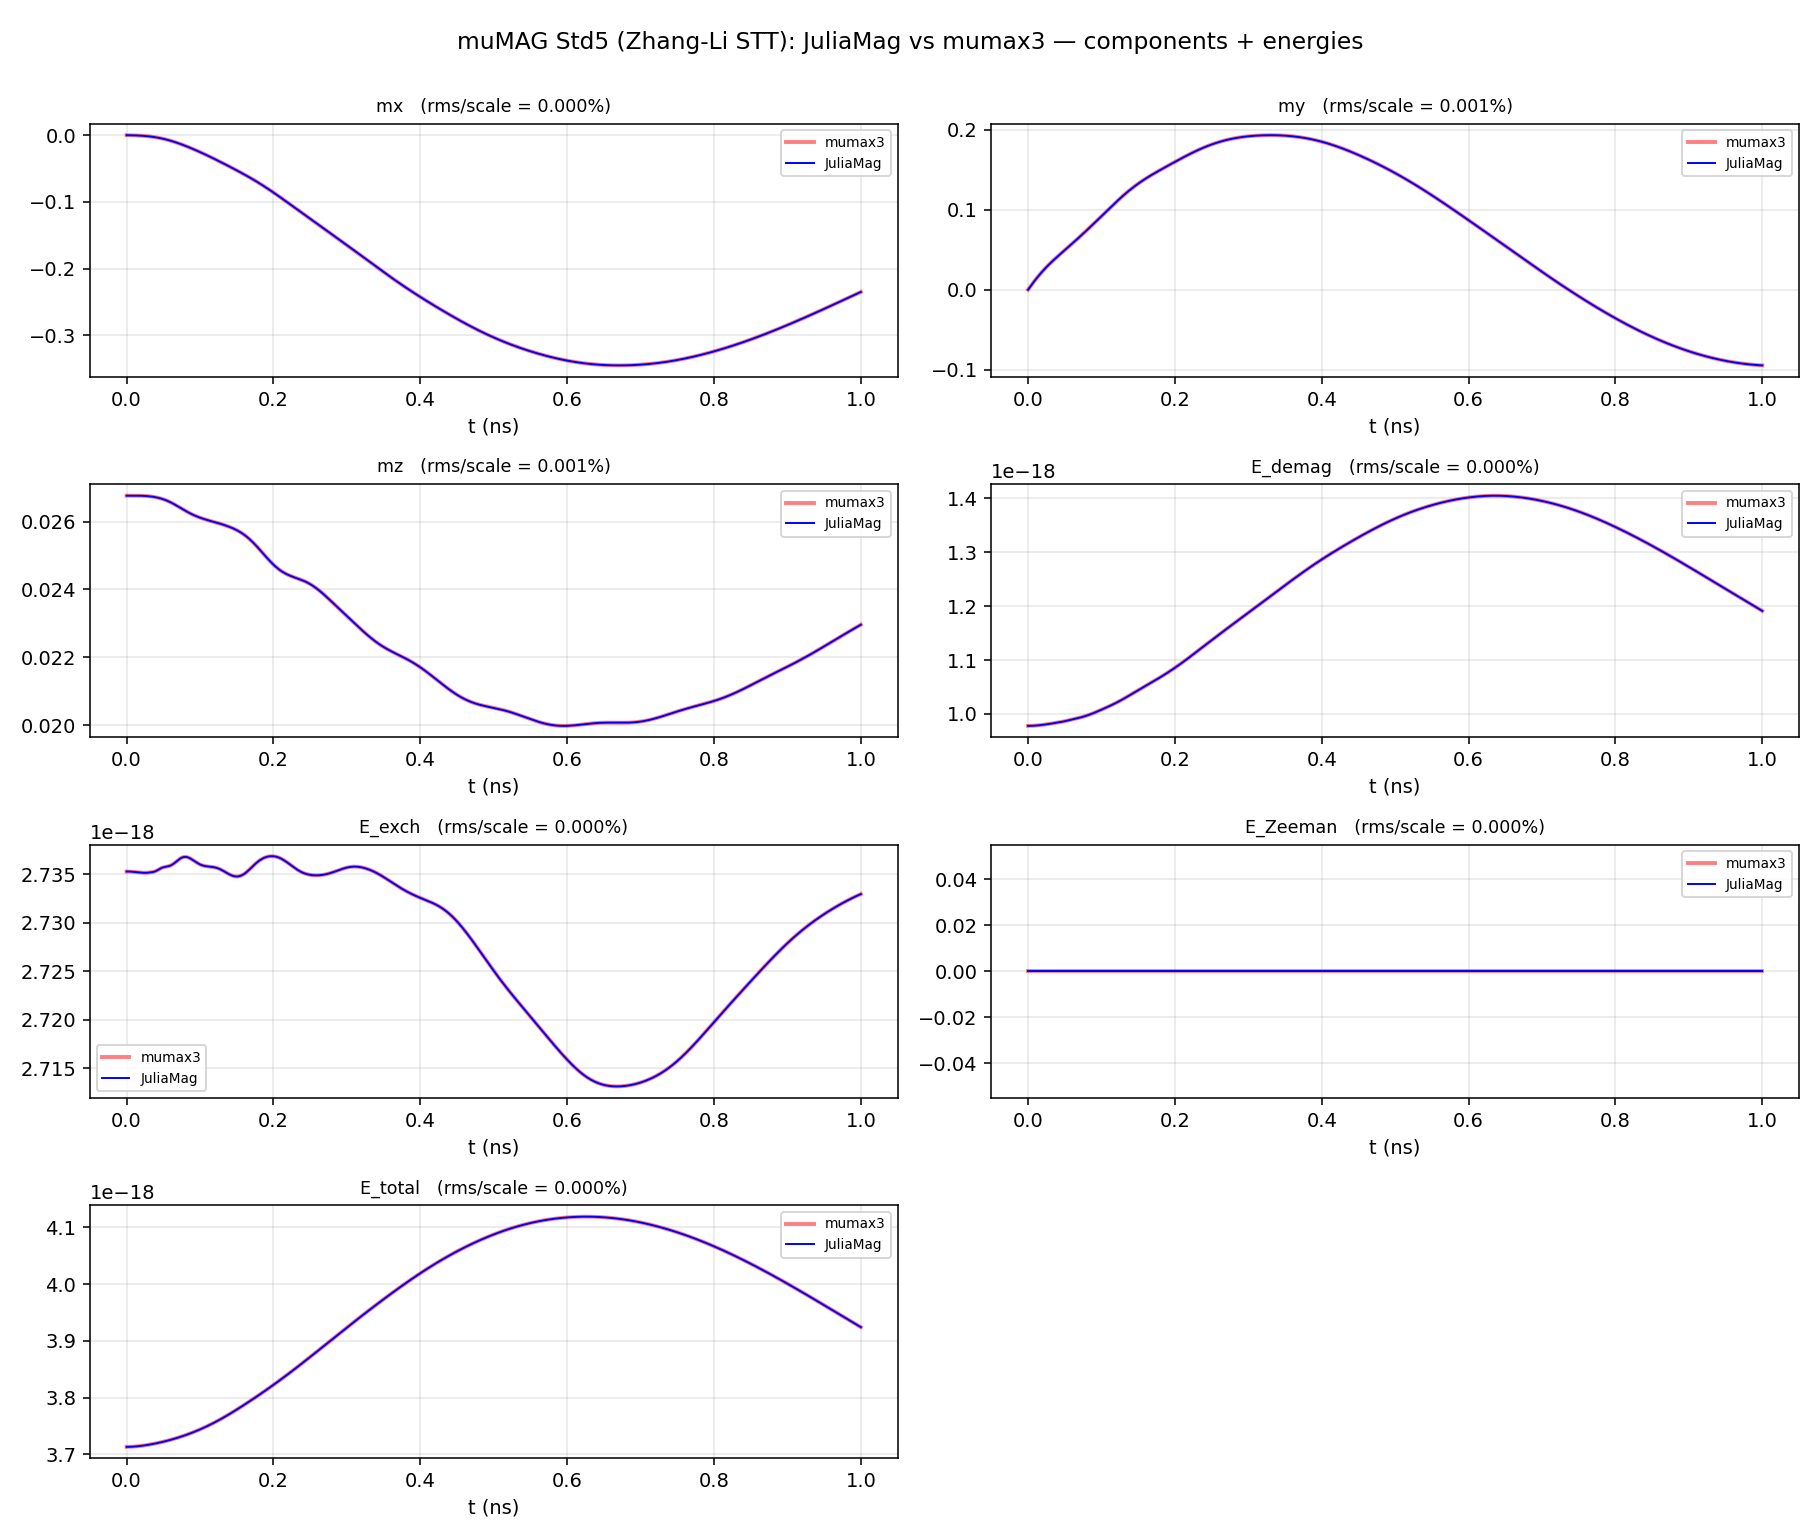 muMAG Std5 (Zhang-Li STT): JuliaMag vs mumax3 — components + energies
mx   (rms/scale = 0.000%)
0.0
−0.1
−0.2
−0.3
mumax3
JuliaMag
0.0 0.2 0.4 0.6 0.8 1.0
t (ns)
my   (rms/scale = 0.001%)
0.2
0.1
0.0
−0.1
mumax3
JuliaMag
0.0 0.2 0.4 0.6 0.8 1.0
t (ns)
mz   (rms/scale = 0.001%)
0.026
0.024
0.022
0.020
mumax3
JuliaMag
0.0 0.2 0.4 0.6 0.8 1.0
t (ns)
1e−18
E_demag   (rms/scale = 0.000%)
1.4
1.3
1.2
1.1
1.0
mumax3
JuliaMag
0.0 0.2 0.4 0.6 0.8 1.0
t (ns)
1e−18
E_exch   (rms/scale = 0.000%)
2.735
2.730
2.725
2.720
2.715
mumax3
JuliaMag
0.0 0.2 0.4 0.6 0.8 1.0
t (ns)
E_Zeeman   (rms/scale = 0.000%)
0.04
0.02
0.00
−0.02
−0.04
mumax3
JuliaMag
0.0 0.2 0.4 0.6 0.8 1.0
t (ns)
1e−18
E_total   (rms/scale = 0.000%)
4.1
4.0
3.9
3.8
3.7
mumax3
JuliaMag
0.0 0.2 0.4 0.6 0.8 1.0
t (ns)